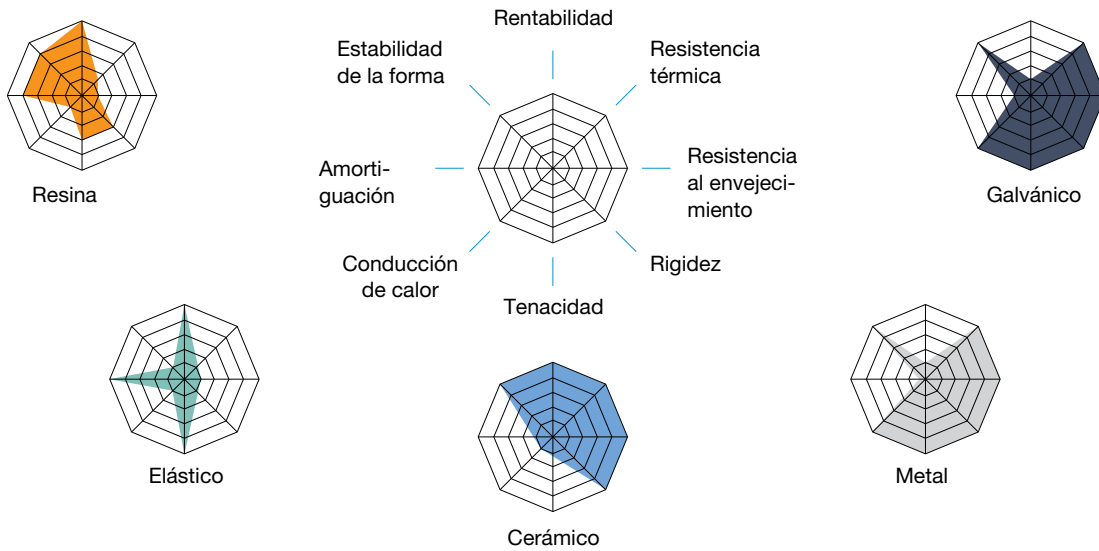 Rentabilidad
Estabilidad
de la forma
Resistencia
térmica
Amorti-
guación
Resistencia
al envejeci-
miento
Conducción
de calor
Rigidez
Tenacidad
Resina
Galvánico
Elástico
Cerámico
Metal